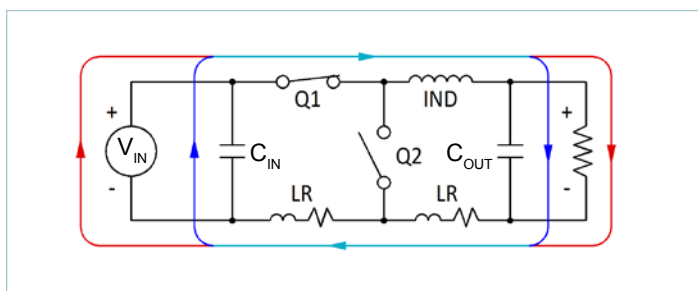 Q1
IND
+
+
VIN
CIN
Q2
COUT
-
-
LR
LR